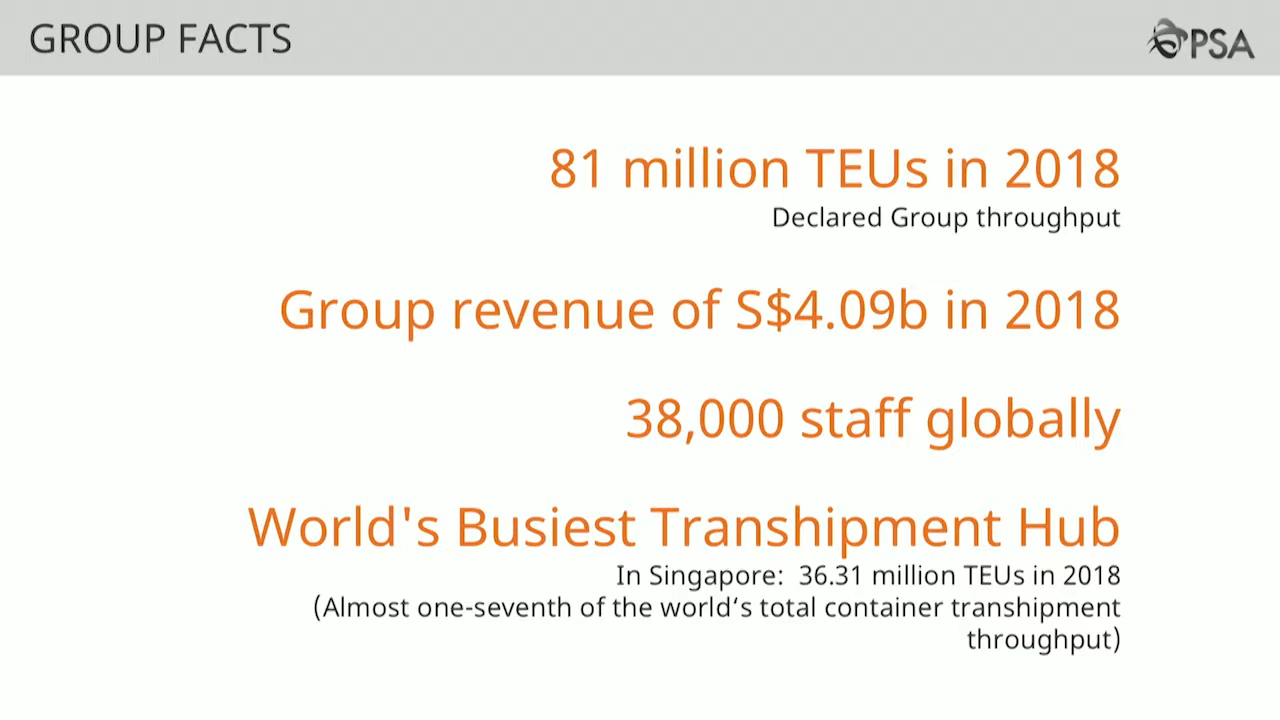 GROUP FACTS
PSA
81 million TEUs in 2018
Declared Group throughput
Group revenue of S$4.09b in 2018
38,000 staff globally
World's Busiest Transhipment Hub
In Singapore:  36.31 million TEUs in 2018
(Almost one-seventh of the world‘s total container transhipment
throughput)